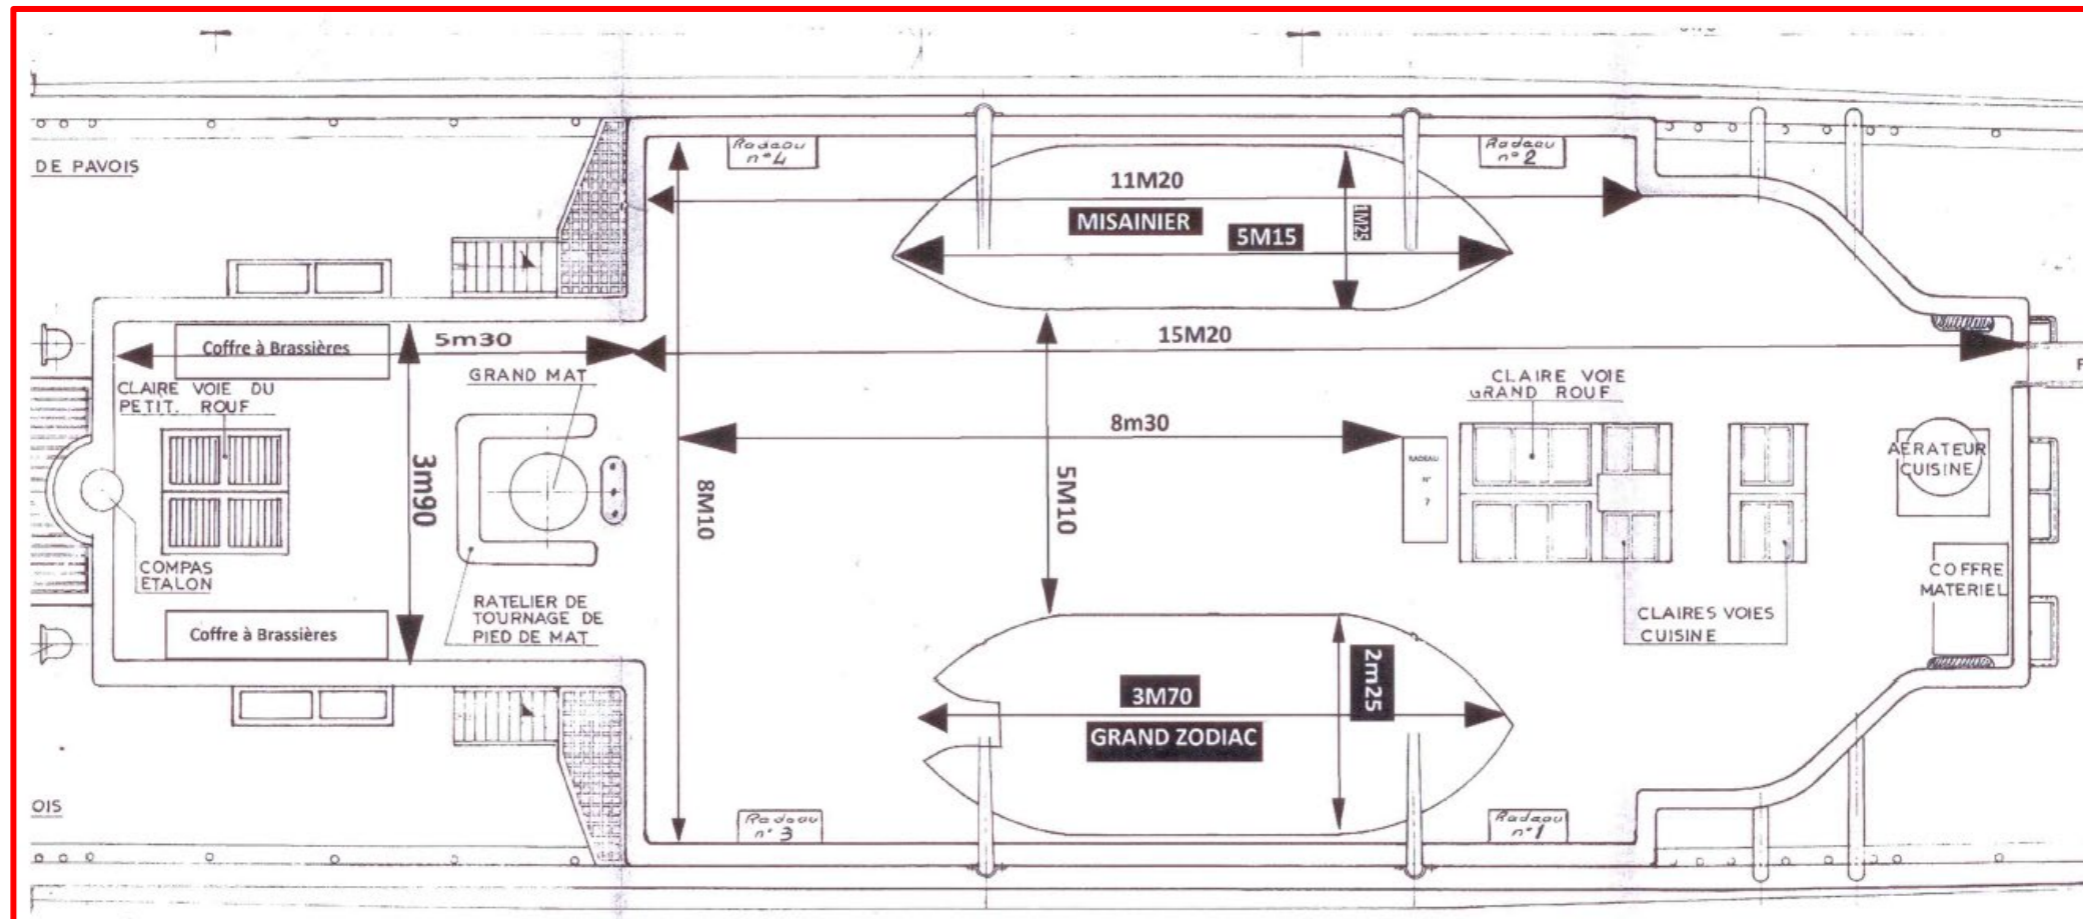 DE PAVOIS
Radeau
n°4
Radeau
n°2
11M20
MISAINIER
5M15
1M25
Coffre à Brassières
5m30
15M20
CLAIRE VOIE DU
PETIT. ROUF
GRAND MAT
CLAIRE VOIE
GRAND ROUF
8m30
3m90
8M10
5M10
RADEAU
N°
7
AERATEUR
CUISINE
COMPAS
ETALON
COFFRE
MATERIEL
RATELIER DE
TOURNAGE DE
PIED DE MAT
Coffre à Brassières
CLAIRES VOIES
CUISINE
2m25
3M70
GRAND ZODIAC
OIS
Radeau
n°3
Radeau
n°1